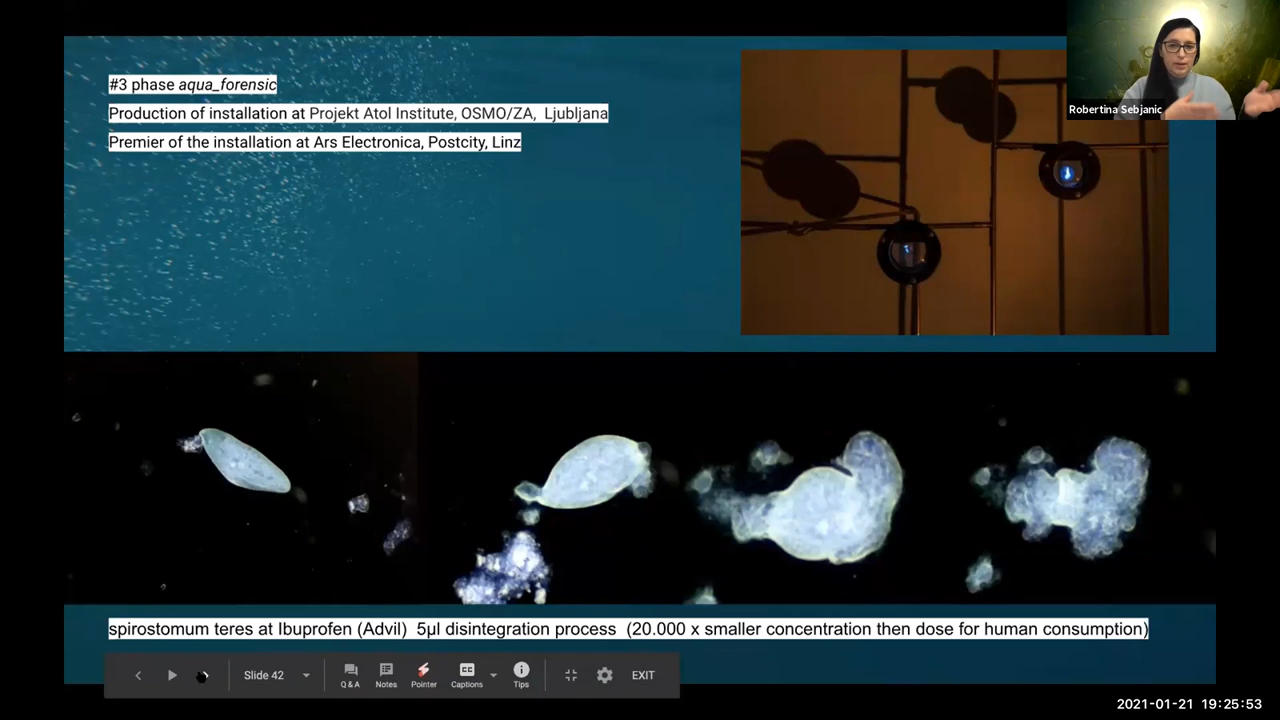 #3 phase aqua_forensic
Production of installation at Projekt Atol Institute, OSMO/ZA, Ljubljana
Premier of the installation at Ars Electronica, Postcity, Linz
Robertina Sebjanic
spirostomum teres at Ibuprofen (Advil) 5µl disintegration process (20.000 x smaller concentration then dose for human consumption)
Slide 42
Q & A
Notes
Pointer
CC
Captions
Tips
EXIT
2021-01-21 19:25:53